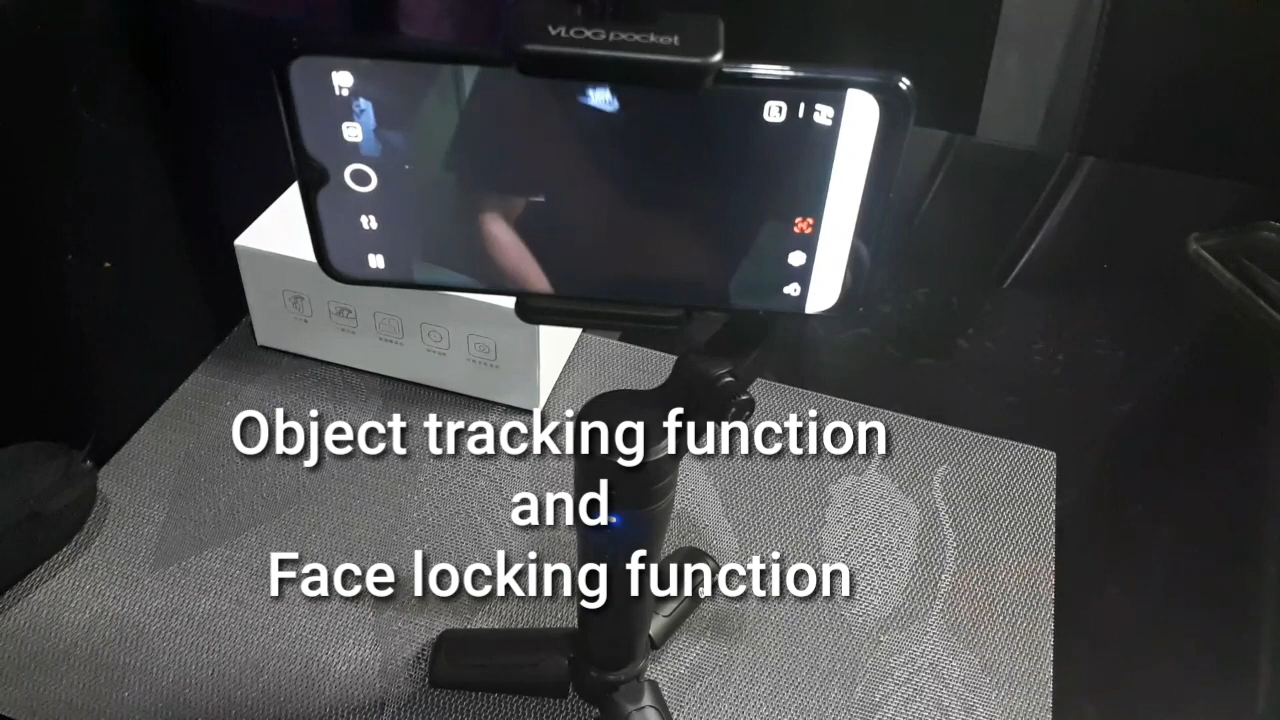 VLOG pocket
Object tracking function
and
Face locking function